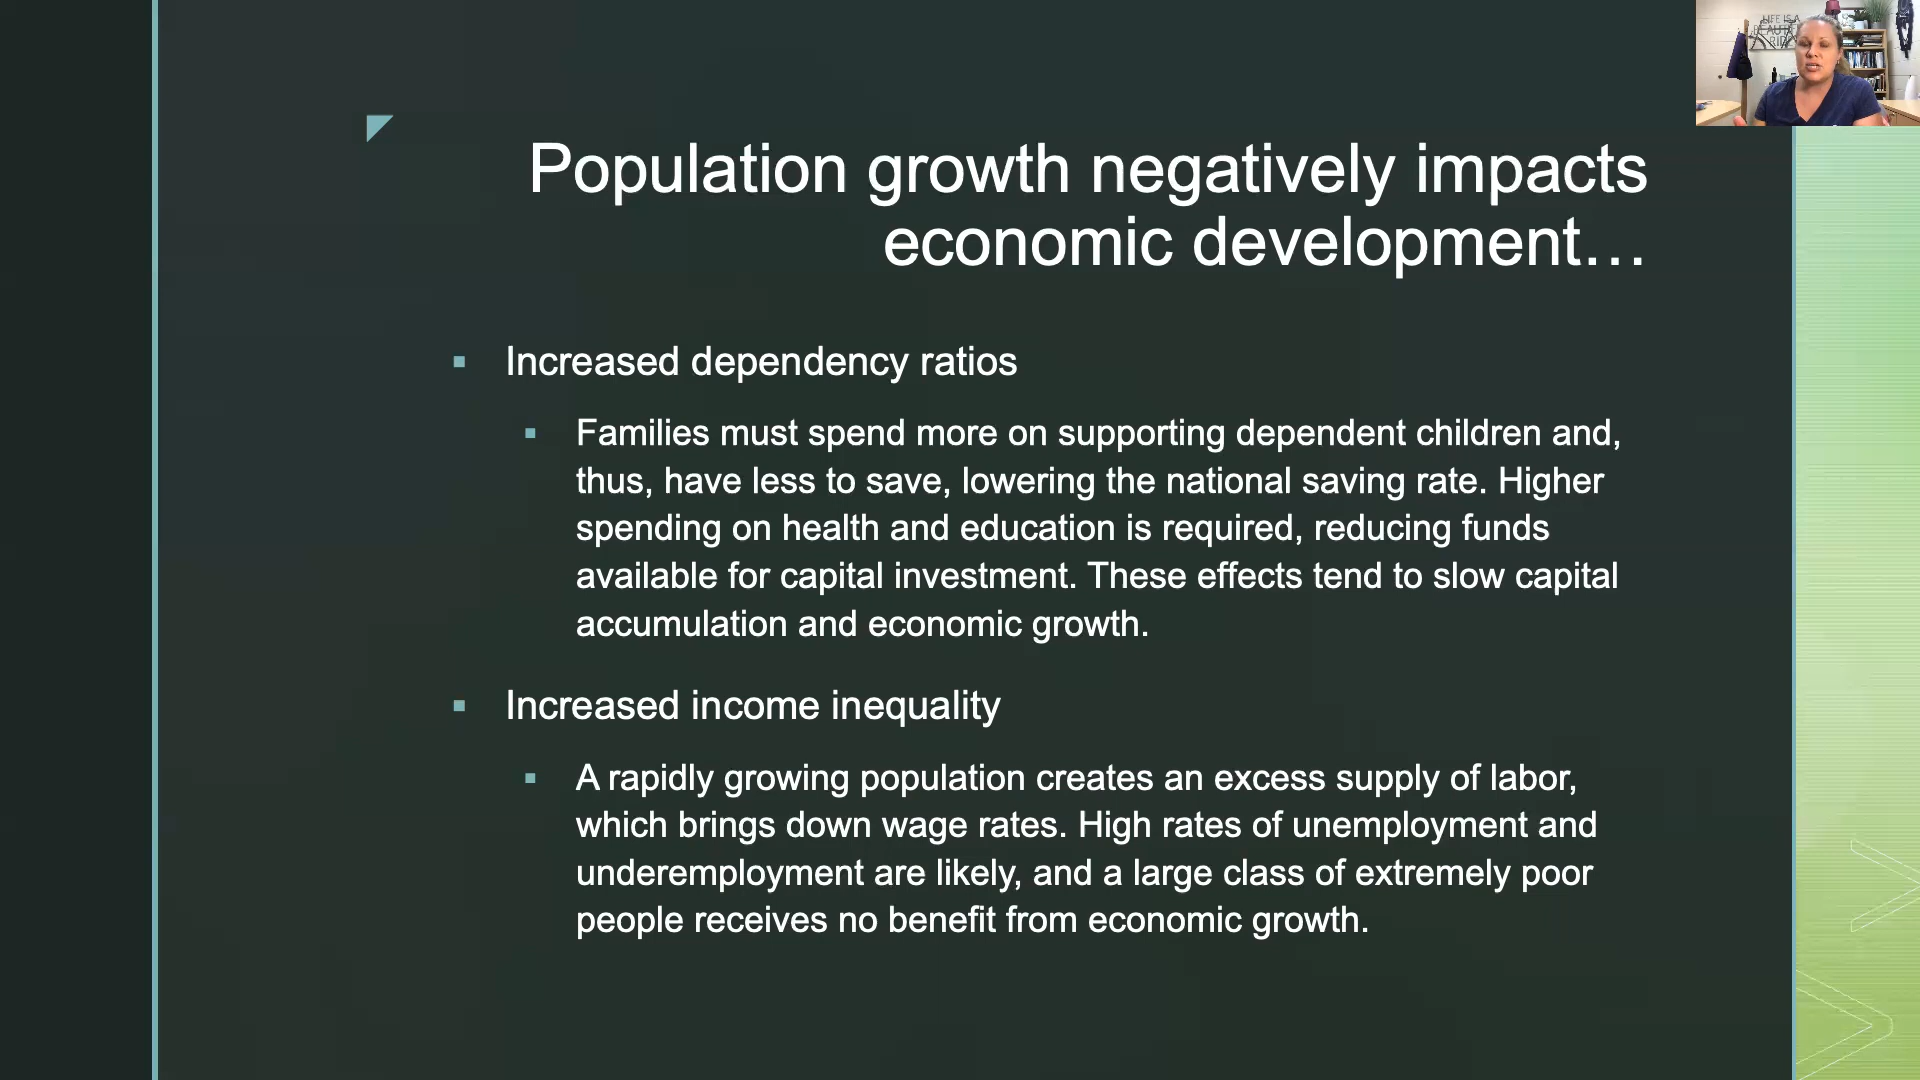 LIFE IS A
BEAUTIFUL
RIDE
Population growth negatively impacts
economic development…
▪ Increased dependency ratios
▪ Families must spend more on supporting dependent children and,
thus, have less to save, lowering the national saving rate. Higher
spending on health and education is required, reducing funds
available for capital investment. These effects tend to slow capital
accumulation and economic growth.
▪ Increased income inequality
▪ A rapidly growing population creates an excess supply of labor,
which brings down wage rates. High rates of unemployment and
underemployment are likely, and a large class of extremely poor
people receives no benefit from economic growth.